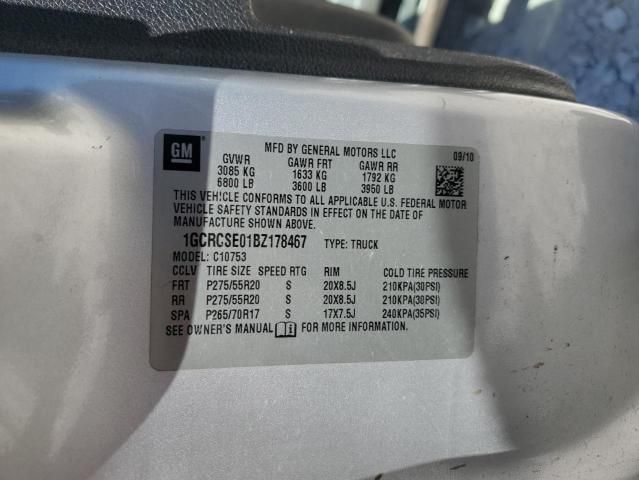 GM
MFD BY GENERAL MOTORS LLC 09/10
GVWR GAWR FRT GAWR RR
3085 KG 1633 KG 1792 KG
6800 LB 3600 LB 3950 LB
THIS VEHICLE CONFORMS TO ALL APPLICABLE U.S. FEDERAL MOTOR
VEHICLE SAFETY STANDARDS IN EFFECT ON THE DATE OF
MANUFACTURE SHOWN ABOVE.
1GCRCSE01BZ178467 TYPE: TRUCK
MODEL: C10753
CCLV TIRE SIZE SPEED RTG RIM COLD TIRE PRESSURE
FRT P275/55R20 S 20X8.5J 210KPA(30PSI)
RR P275/55R20 S 20X8.5J 210KPA(30PSI)
SPA P265/70R17 S 17X7.5J 240KPA(35PSI)
SEE OWNER'S MANUAL FOR MORE INFORMATION.